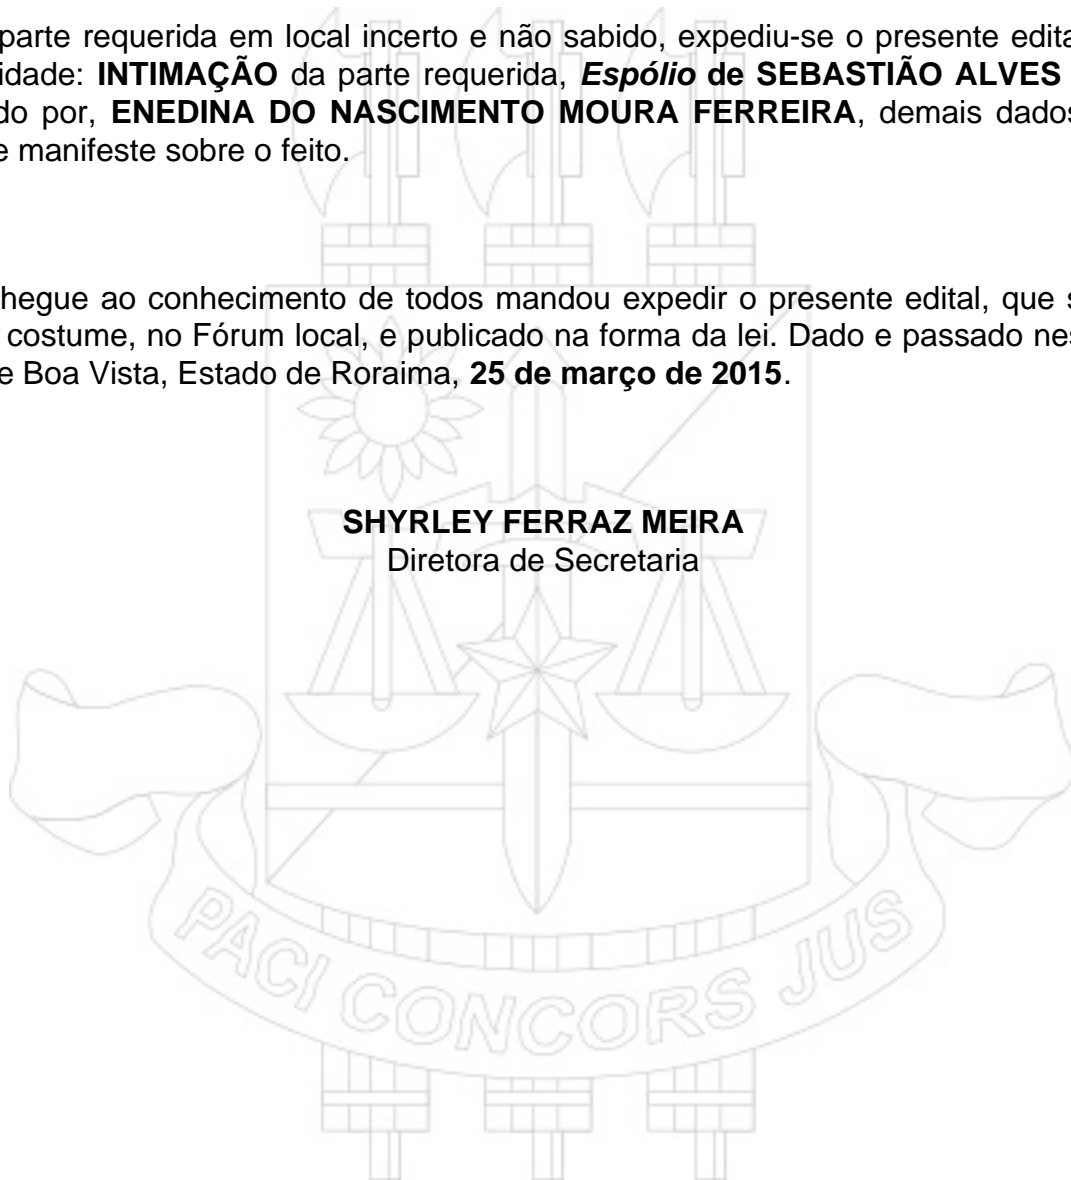 parte requerida em local incerto e não sabido, expediu-se o presente edita
idade: INTIMAÇÃO da parte requerida, Espólio de SEBASTIÃO ALVES
do por, ENEDINA DO NASCIMENTO MOURA FERREIRA, demais dados
e manifeste sobre o feito.
hegue ao conhecimento de todos mandou expedir o presente edital, que s
costume, no Fórum local, e publicado na forma da lei. Dado e passado nes
e Boa Vista, Estado de Roraima, 25 de março de 2015.
SHYRLEY FERRAZ MEIRA
Diretora de Secretaria
PACI CONCORS JUS